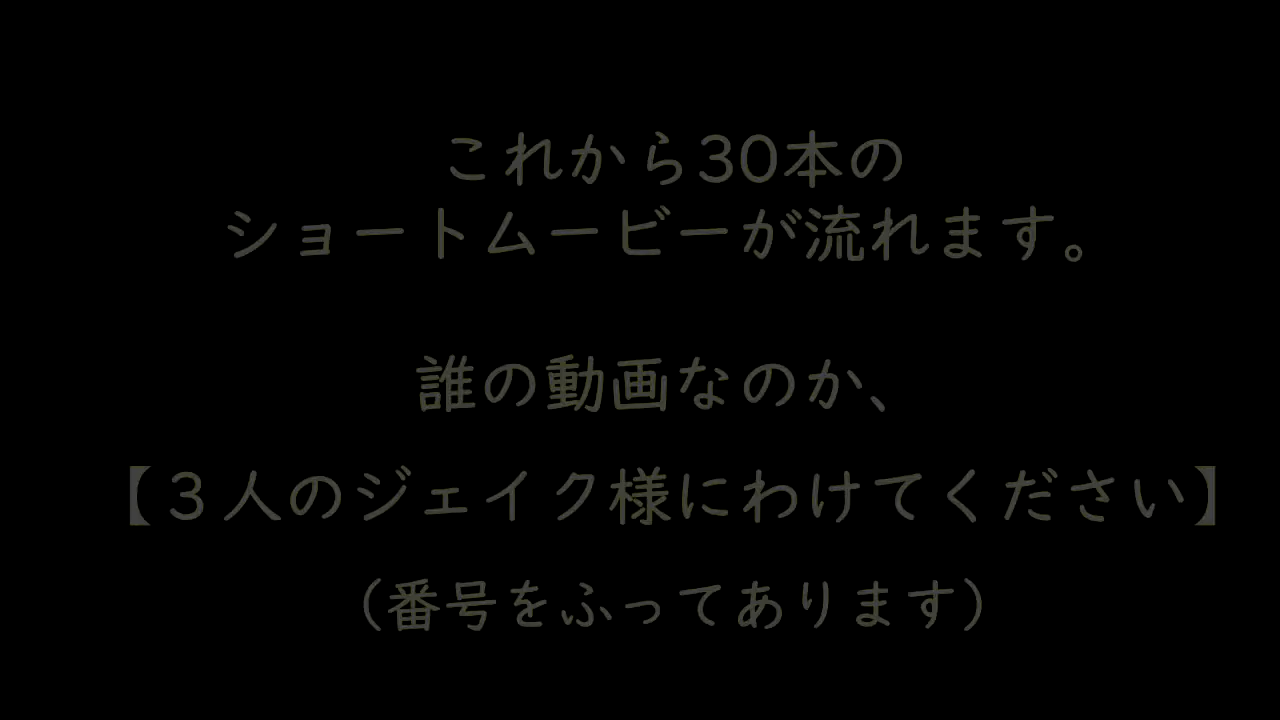 これから30本の
ショートムービーが流れます。
誰の動画なのか、
【３人のジェイク様にわけてください】
（番号をふってあります）